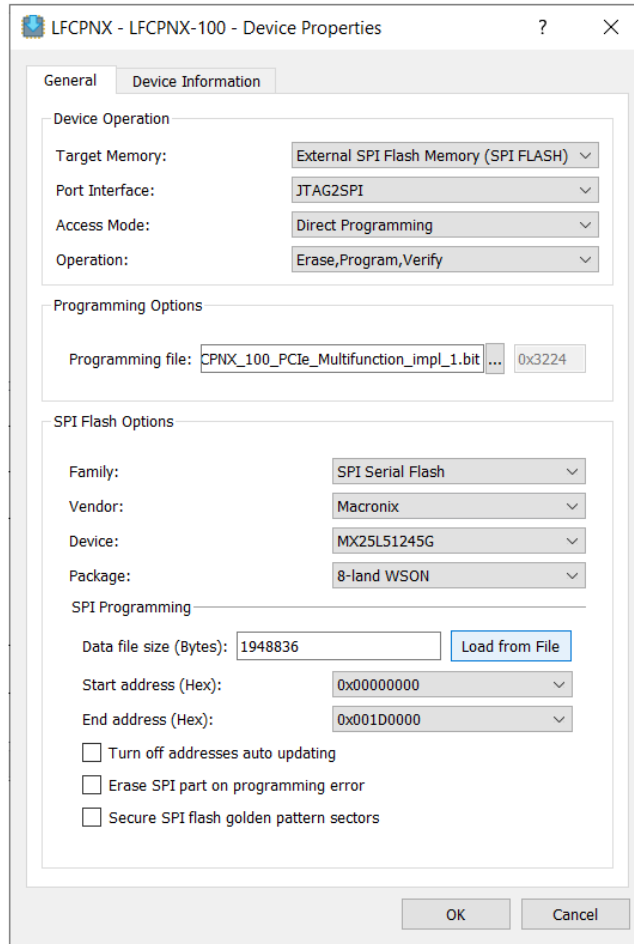 LFCPNX - LFCPNX-100 - Device Properties ?
General Device Information
Device Operation
Target Memory: External SPI Flash Memory (SPI FLASH)
Port Interface: JTAG2SPI
Access Mode: Direct Programming
Operation: Erase,Program,Verify
Programming Options
Programming file: CPNX_100_PCIe_Multifunction_impl_1.bit ... 0x3224
SPI Flash Options
Family: SPI Serial Flash
Vendor: Macronix
Device: MX25L51245G
Package: 8-land WSON
SPI Programming
Data file size (Bytes): 1948836 Load from File
Start address (Hex): 0x00000000
End address (Hex): 0x001D0000
Turn off addresses auto updating
Erase SPI part on programming error
Secure SPI flash golden pattern sectors
OK Cancel